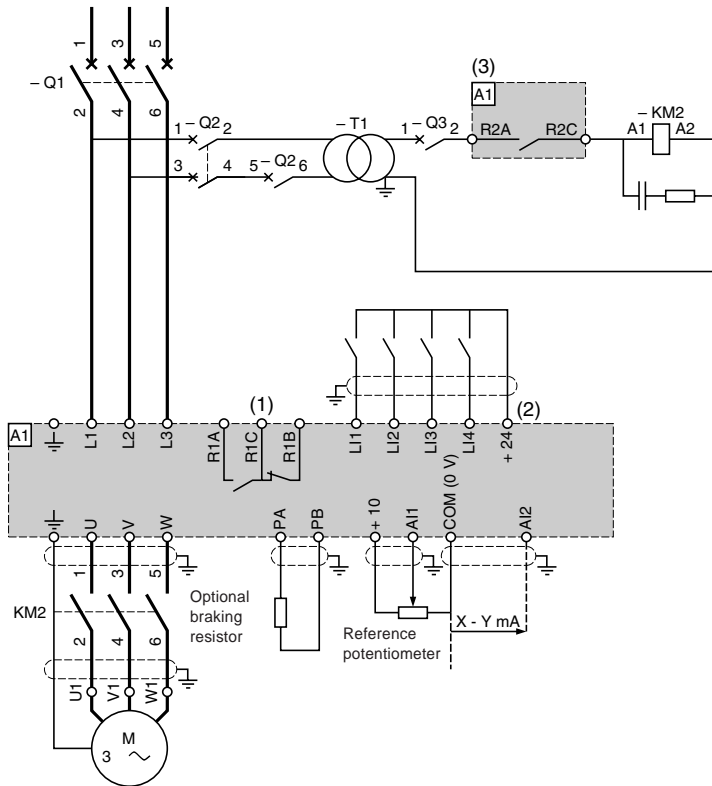 1 3 5
– Q1
2 4 6
(3)
A1
1 – Q2 2
– T1
1 – Q3 2
R2A R2C
– KM2
A1 A2
3 4 5 – Q2 6
(1)
(2)
A1
L1 L2 L3 R1A R1C R1B LI1 LI2 LI3 LI4 + 24
U V W PA PB + 10 AI1 COM (0 V) AI2
1 3 5
KM2
2 4 6
Optional
braking
resistor
Reference
potentiometer
X - Y mA
U1 V1 W1
M
3